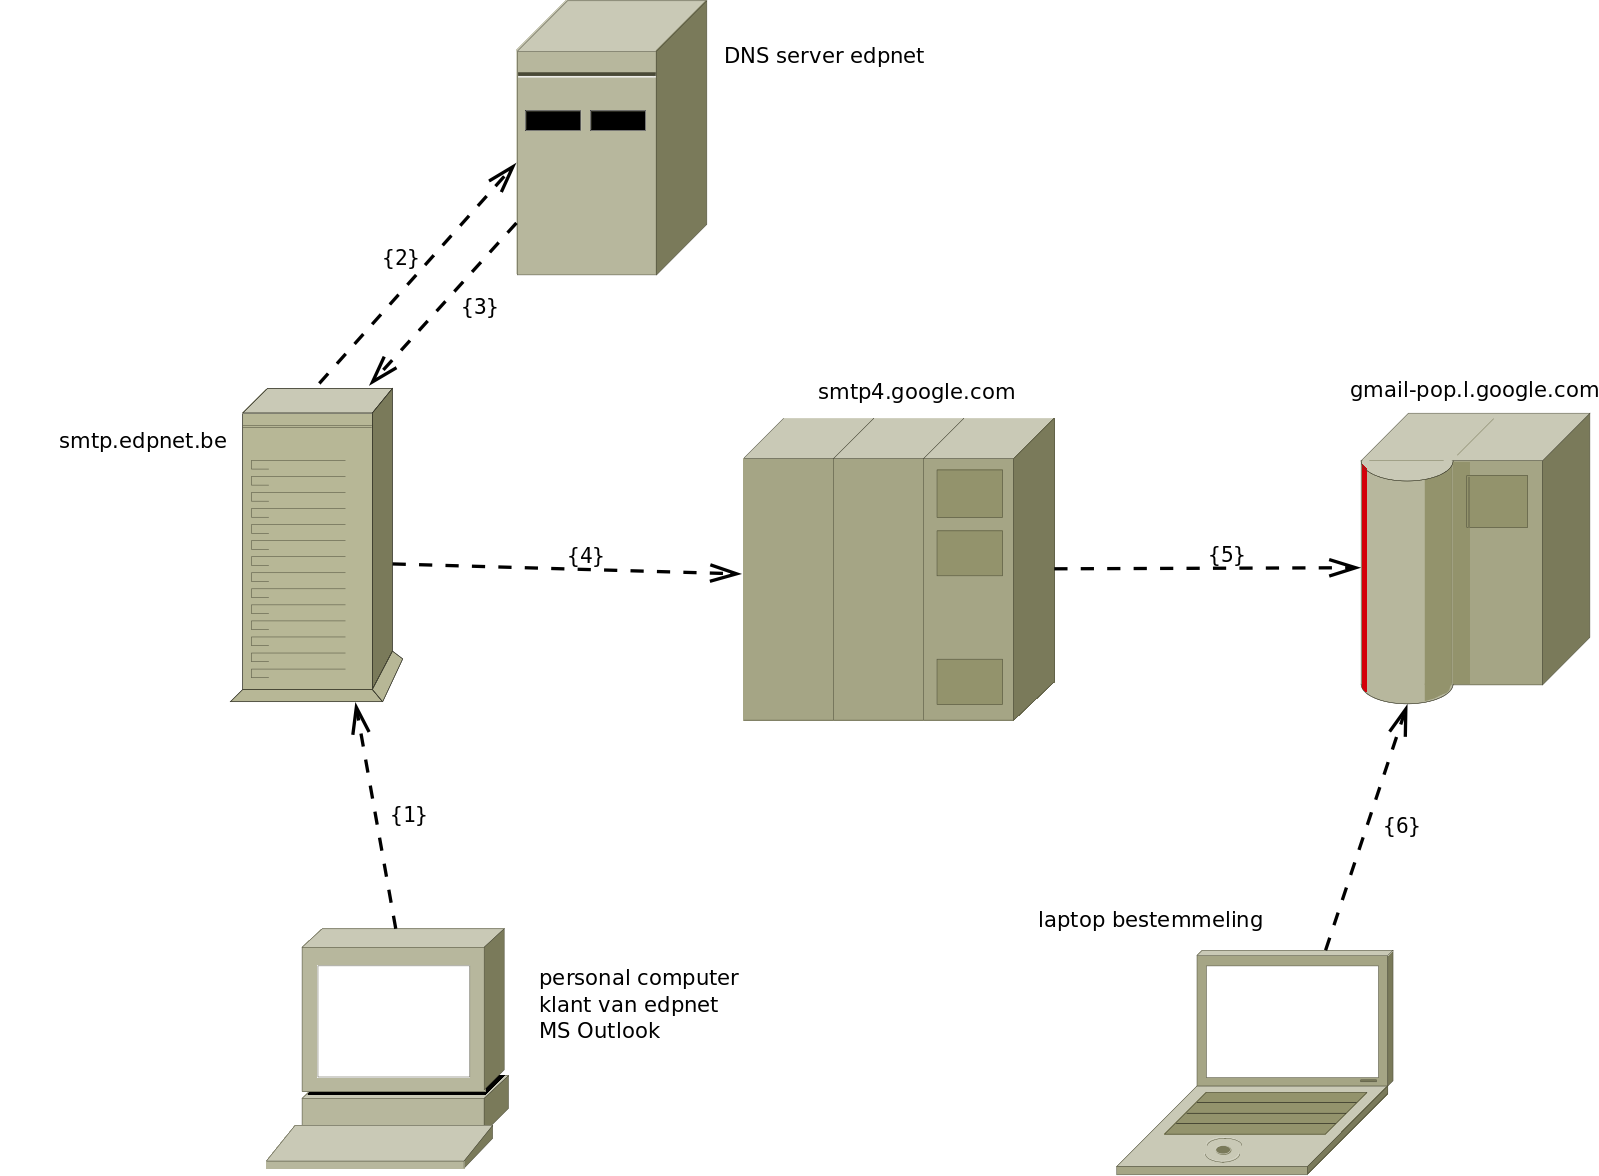 DNS server edpnet
{2}
{3}
smtp4.google.com
gmail-pop.l.google.com
smtp.edpnet.be
{4}
{5}
{1}
{6}
laptop bestemmeling
personal computer
klant van edpnet
MS Outlook